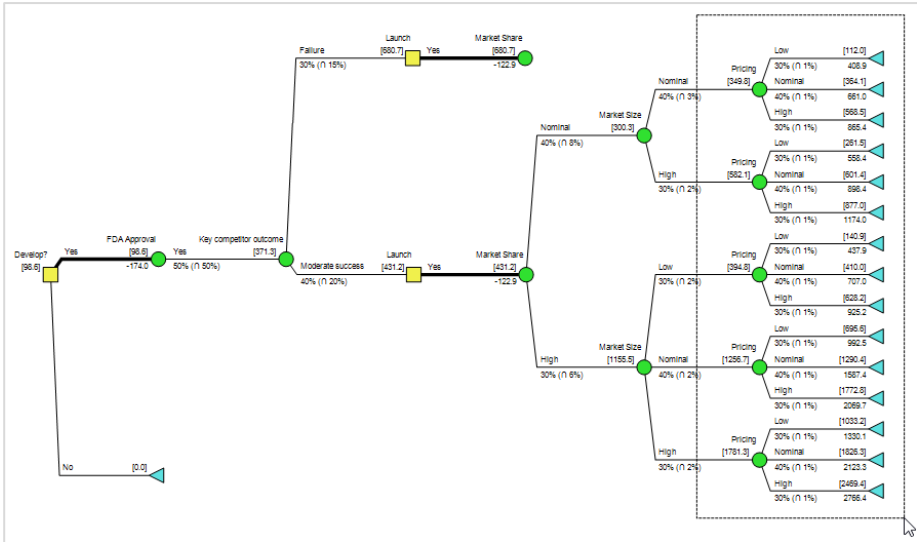 Launch
Market Share
Failure
[680.7]
Yes
[680.7]
30% (∩ 15%)
-122.9
Low
[112.0]
Pricing
30% (∩ 1%)
408.9
Nominal
[349.8]
Nominal
[364.1]
40% (∩ 3%)
40% (∩ 1%)
661.0
Market Size
High
[568.5]
Nominal
[300.3]
30% (∩ 1%)
865.4
40% (∩ 8%)
Low
[261.5]
Pricing
30% (∩ 1%)
558.4
High
[582.1]
Nominal
[601.4]
30% (∩ 2%)
40% (∩ 1%)
898.4
High
[877.0]
30% (∩ 1%)
1174.0
FDA Approval
Key competitor outcome
Low
[140.9]
Develop?
Yes
[98.6]
Yes
[371.3]
Launch
Market Share
Pricing
30% (∩ 1%)
437.9
[98.6]
-174.0
50% (∩ 50%)
Moderate success
[431.2]
Yes
[431.2]
Low
[394.8]
Nominal
[410.0]
40% (∩ 20%)
-122.9
30% (∩ 2%)
40% (∩ 1%)
707.0
High
[628.2]
30% (∩ 1%)
925.2
Low
[695.6]
Market Size
Pricing
30% (∩ 1%)
992.5
High
[1155.5]
Nominal
[1256.7]
Nominal
[1290.4]
30% (∩ 6%)
40% (∩ 2%)
40% (∩ 1%)
1587.4
High
[1772.8]
30% (∩ 1%)
2069.7
Low
[1033.2]
Pricing
30% (∩ 1%)
1330.1
High
[1781.3]
Nominal
[1826.3]
30% (∩ 2%)
40% (∩ 1%)
2123.3
No
[0.0]
High
[2469.4]
30% (∩ 1%)
2766.4